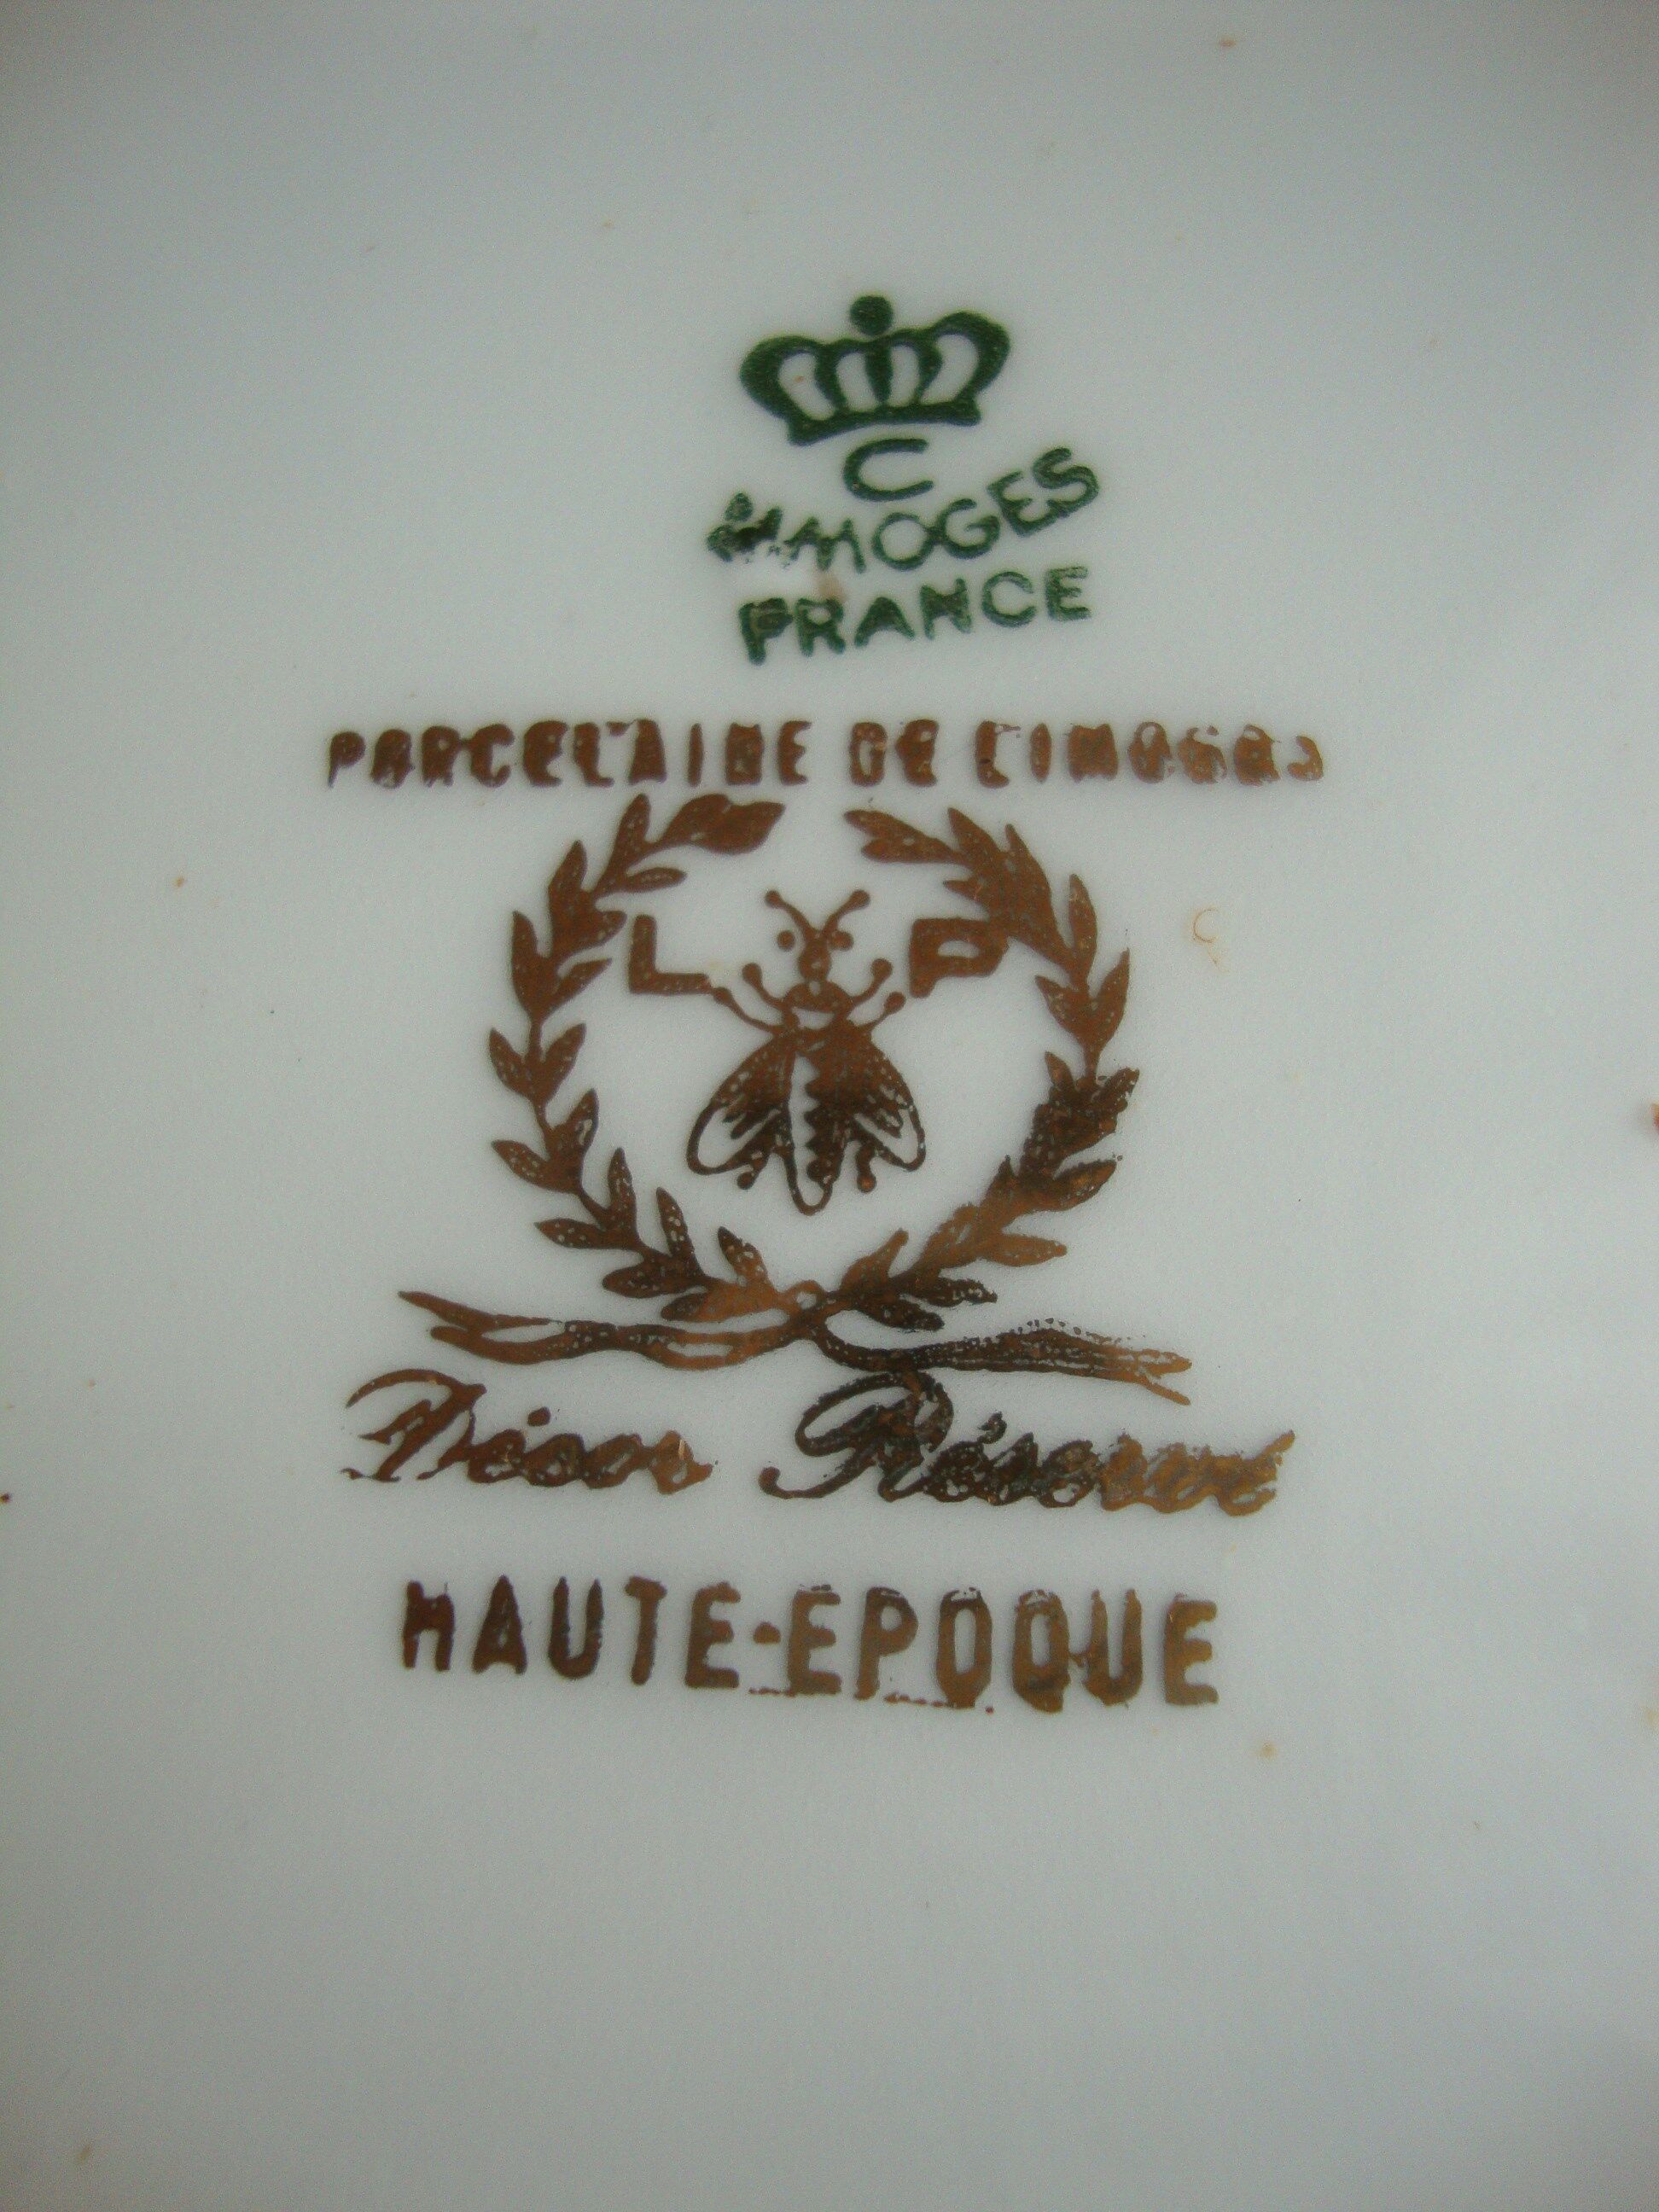 C
LIMOGES
FRANCE
PORCELAINE DE LIMOGES
L P
Décor Réservé
HAUTE-EPOQUE